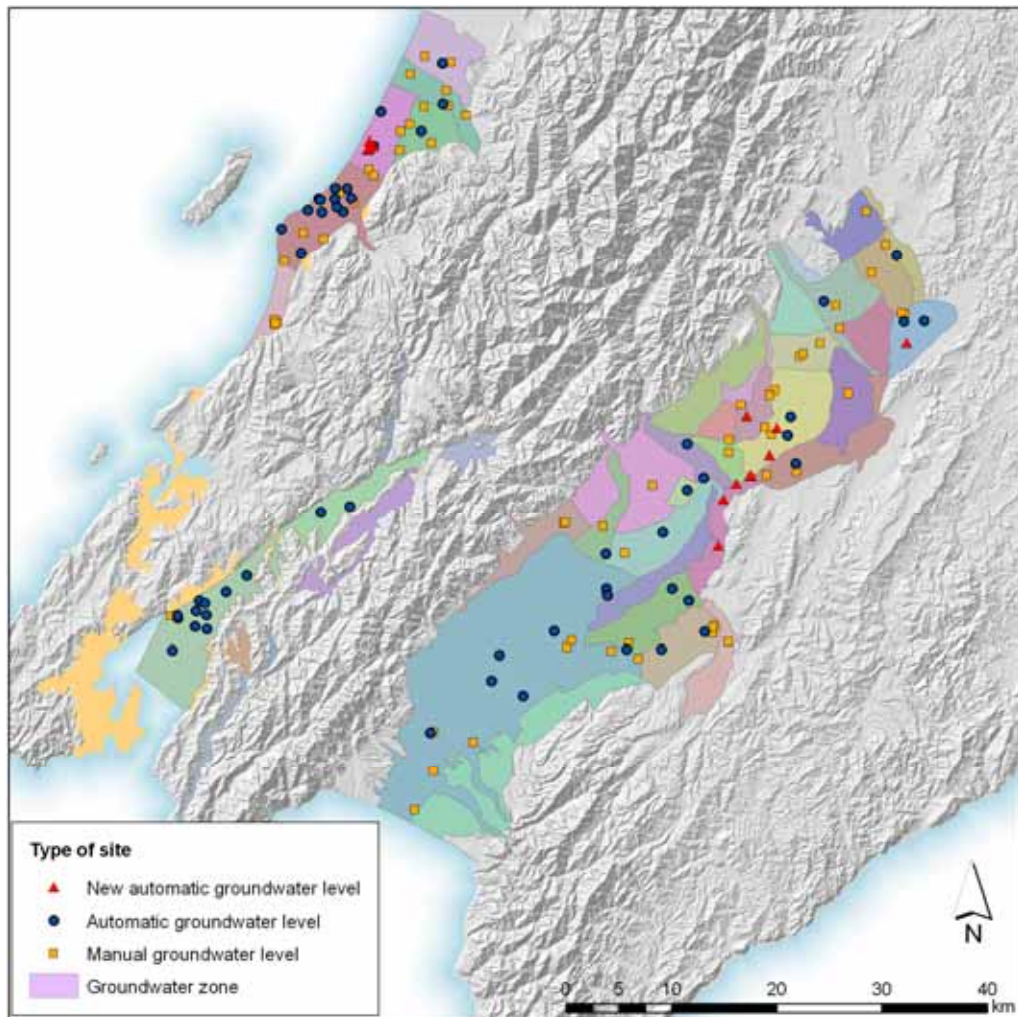 Type of site
New automatic groundwater level
Automatic groundwater level
Manual groundwater level
Groundwater zone
N
0 5 10 20 30 40
km